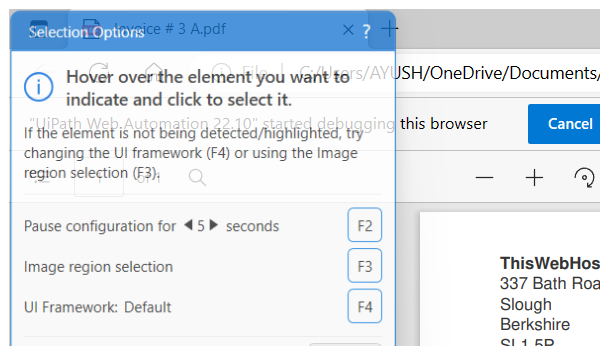 Invoice # 3 A.pdf
Selection Options ?
File | C:/Users/AYUSH/OneDrive/Documents/
Hover over the element you want to
indicate and click to select it.
"UiPath Web Automation 22.10" started debugging this browser
Cancel
If the element is not being detected/highlighted, try
changing the UI framework (F4) or using the Image
region selection (F3).
1 of 1
Pause configuration for 5 seconds F2
Image region selection F3
UI Framework: Default F4
ThisWebHos
337 Bath Roa
Slough
Berkshire
SL1 5P